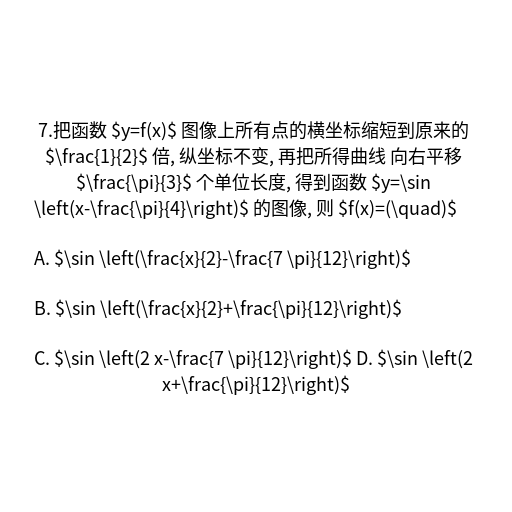 7.把函数 $y=f(x)$ 图像上所有点的横坐标缩短到原来的
$\frac{1}{2}$ 倍, 纵坐标不变, 再把所得曲线 向右平移
$\frac{\pi}{3}$ 个单位长度, 得到函数 $y=\sin
\left(x-\frac{\pi}{4}\right)$ 的图像, 则 $f(x)=(\quad)$
A. $\sin \left(\frac{x}{2}-\frac{7 \pi}{12}\right)$
B. $\sin \left(\frac{x}{2}+\frac{\pi}{12}\right)$
C. $\sin \left(2 x-\frac{7 \pi}{12}\right)$ D. $\sin \left(2
x+\frac{\pi}{12}\right)$